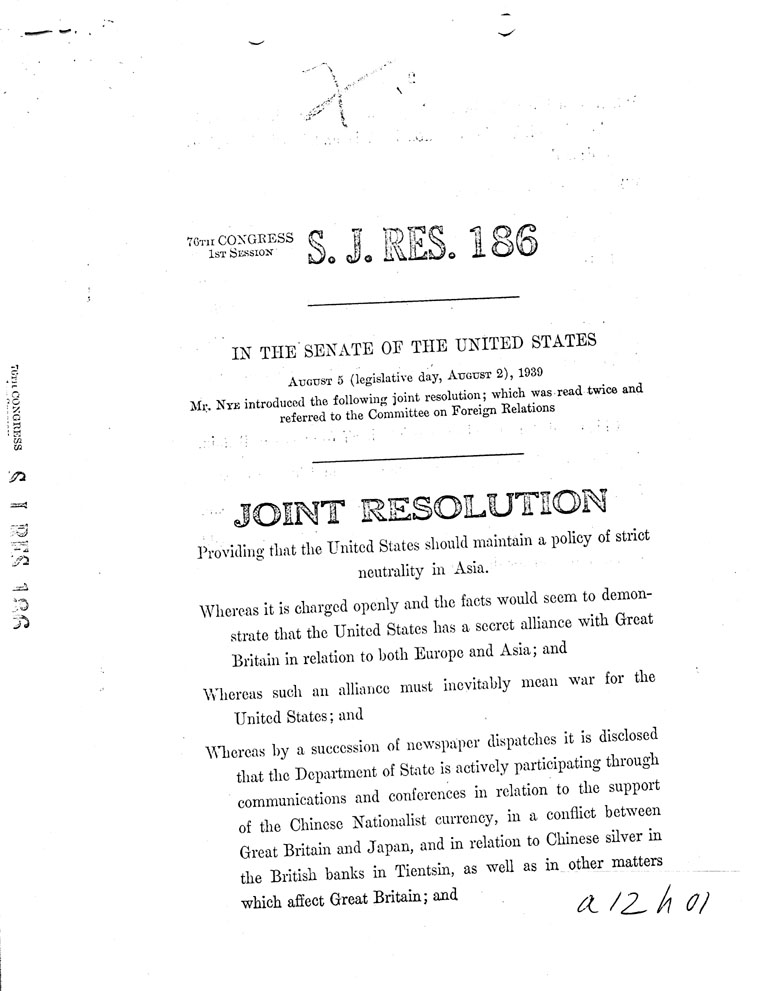 76TH CONGRESS
1ST SESSION
S. J. RES. 186
IN THE SENATE OF THE UNITED STATES
AUGUST 5 (legislative day, AUGUST 2), 1939
Mr. NYE introduced the following joint resolution; which was read twice and
referred to the Committee on Foreign Relations
JOINT RESOLUTION
Providing that the United States should maintain a policy of strict
neutrality in Asia.
Whereas it is charged openly and the facts would seem to demon-
strate that the United States has a secret alliance with Great
Britain in relation to both Europe and Asia; and
Whereas such an alliance must inevitably mean war for the
United States; and
Whereas by a succession of newspaper dispatches it is disclosed
that the Department of State is actively participating through
communications and conferences in relation to the support
of the Chinese Nationalist currency, in a conflict between
Great Britain and Japan, and in relation to Chinese silver in
the British banks in Tientsin, as well as in other matters
which affect Great Britain; and
a 12 h 01
76TH CONGRESS
S J RES 186